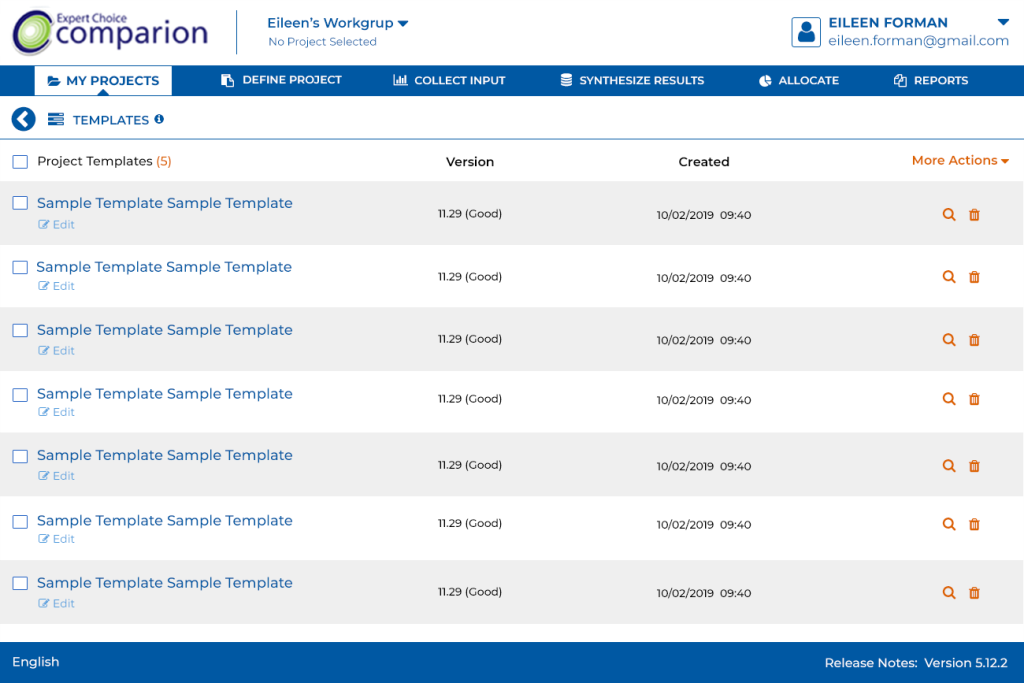 Expert Choice
comparion
Eileen’s Workgrup
No Project Selected
EILEEN FORMAN
eileen.forman@gmail.com
MY PROJECTS DEFINE PROJECT COLLECT INPUT SYNTHESIZE RESULTS ALLOCATE REPORTS
TEMPLATES
Project Templates (5) Version Created More Actions
Sample Template Sample Template
Edit
11.29 (Good) 10/02/2019 09:40
Sample Template Sample Template
Edit
11.29 (Good) 10/02/2019 09:40
Sample Template Sample Template
Edit
11.29 (Good) 10/02/2019 09:40
Sample Template Sample Template
Edit
11.29 (Good) 10/02/2019 09:40
Sample Template Sample Template
Edit
11.29 (Good) 10/02/2019 09:40
Sample Template Sample Template
Edit
11.29 (Good) 10/02/2019 09:40
Sample Template Sample Template
Edit
11.29 (Good) 10/02/2019 09:40
English Release Notes: Version 5.12.2